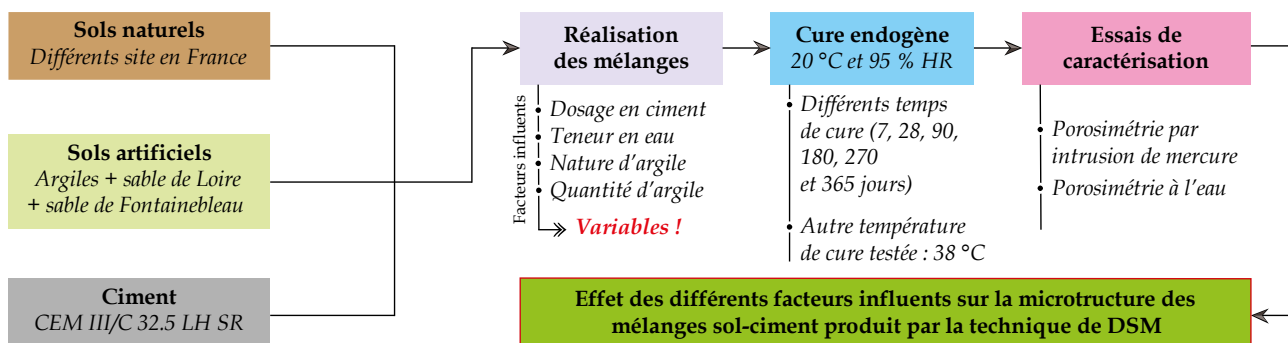 Sols naturels
Différents site en France
Sols artificiels
Argiles + sable de Loire
+ sable de Fontainebleau
Ciment
CEM III/C 32.5 LH SR
Réalisation
des mélanges
Facteurs influents
• Dosage en ciment
• Teneur en eau
• Nature d'argile
• Quantité d'argile
Variables !
Cure endogène
20 °C et 95 % HR
• Différents temps
de cure (7, 28, 90,
180, 270
et 365 jours)
• Autre température
de cure testée : 38 °C
Essais de
caractérisation
• Porosimétrie par
intrusion de mercure
• Porosimétrie à l'eau
Effet des différents facteurs influents sur la microtructure des
mélanges sol-ciment produit par la technique de DSM